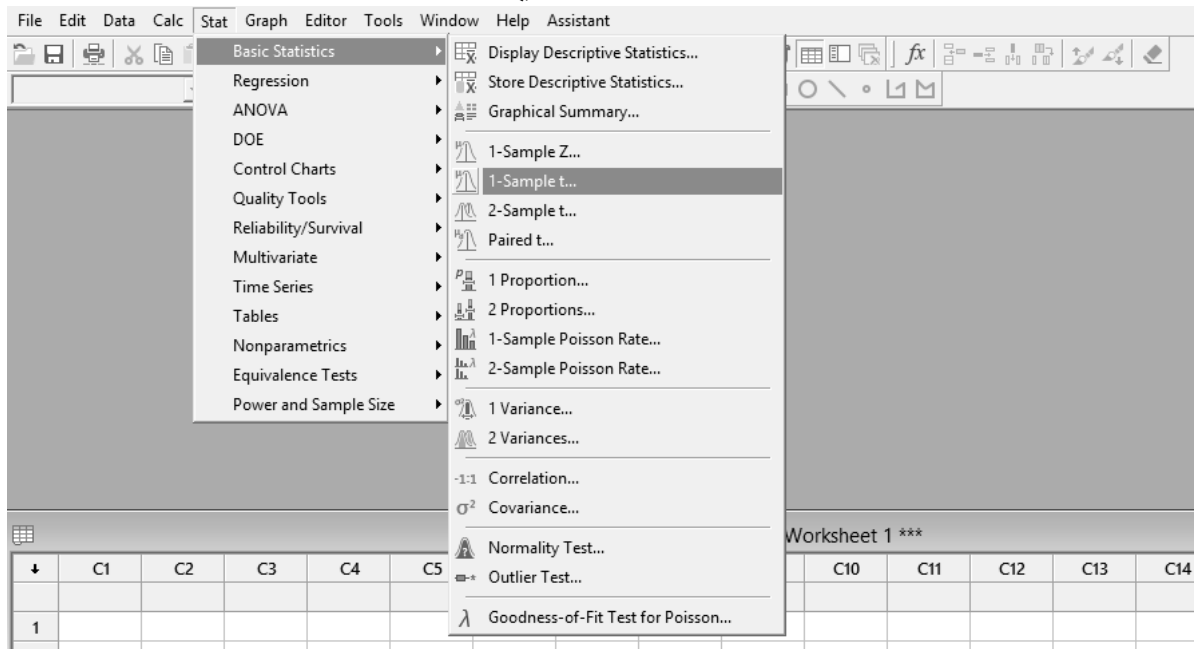 File Edit Data Calc Stat Graph Editor Tools Window Help Assistant
fx
Basic Statistics
Regression
ANOVA
DOE
Control Charts
Quality Tools
Reliability/Survival
Multivariate
Time Series
Tables
Nonparametrics
Equivalence Tests
Power and Sample Size
Display Descriptive Statistics...
Store Descriptive Statistics...
Graphical Summary...
1-Sample Z...
1-Sample t...
2-Sample t...
Paired t...
1 Proportion...
2 Proportions...
1-Sample Poisson Rate...
2-Sample Poisson Rate...
1 Variance...
2 Variances...
-1:1 Correlation...
σ² Covariance...
Normality Test...
Outlier Test...
λ Goodness-of-Fit Test for Poisson...
Worksheet 1 ***
C1 C2 C3 C4 C5 C10 C11 C12 C13 C14
1